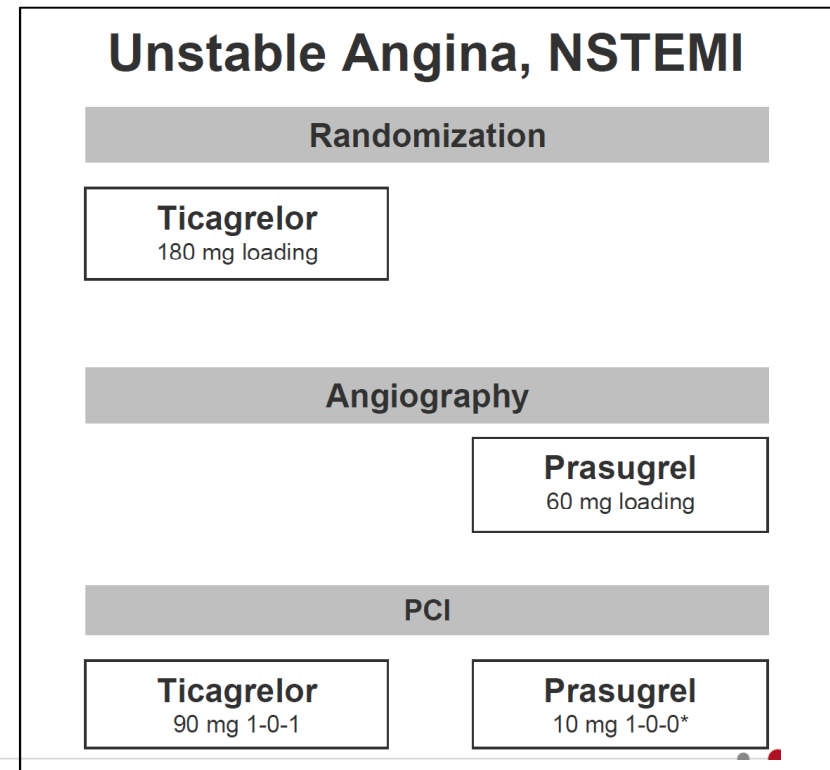 Unstable Angina, NSTEMI
Randomization
Ticagrelor
180 mg loading
Angiography
Prasugrel
60 mg loading
PCI
Ticagrelor
90 mg 1-0-1
Prasugrel
10 mg 1-0-0*